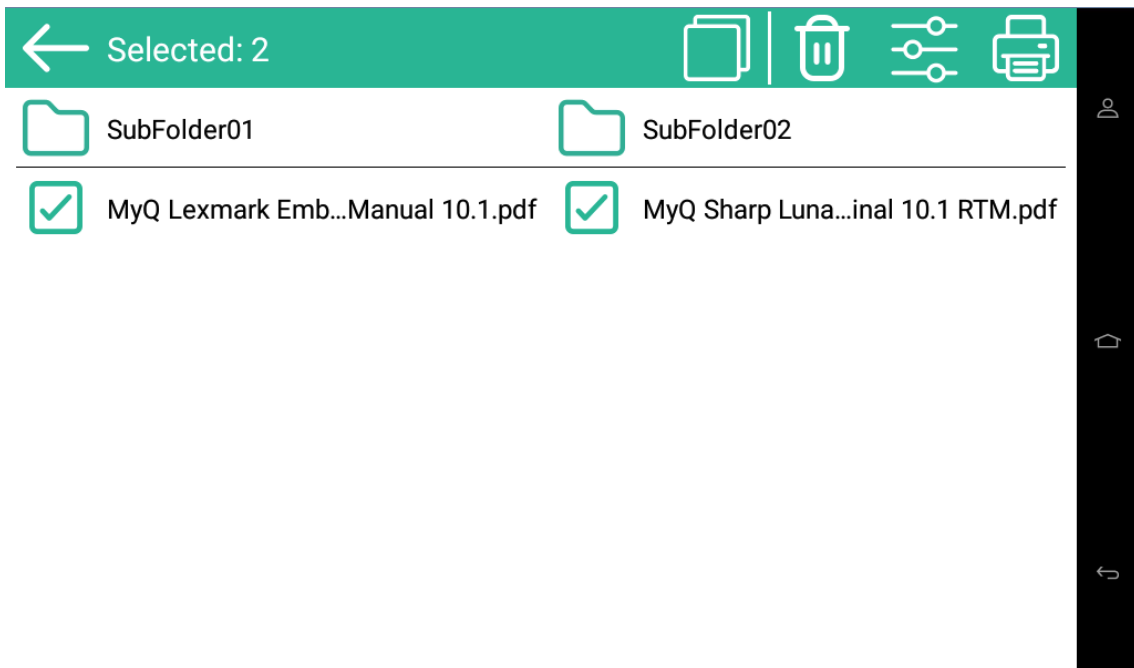 Selected: 2
SubFolder01 SubFolder02
MyQ Lexmark Emb...Manual 10.1.pdf MyQ Sharp Luna...inal 10.1 RTM.pdf